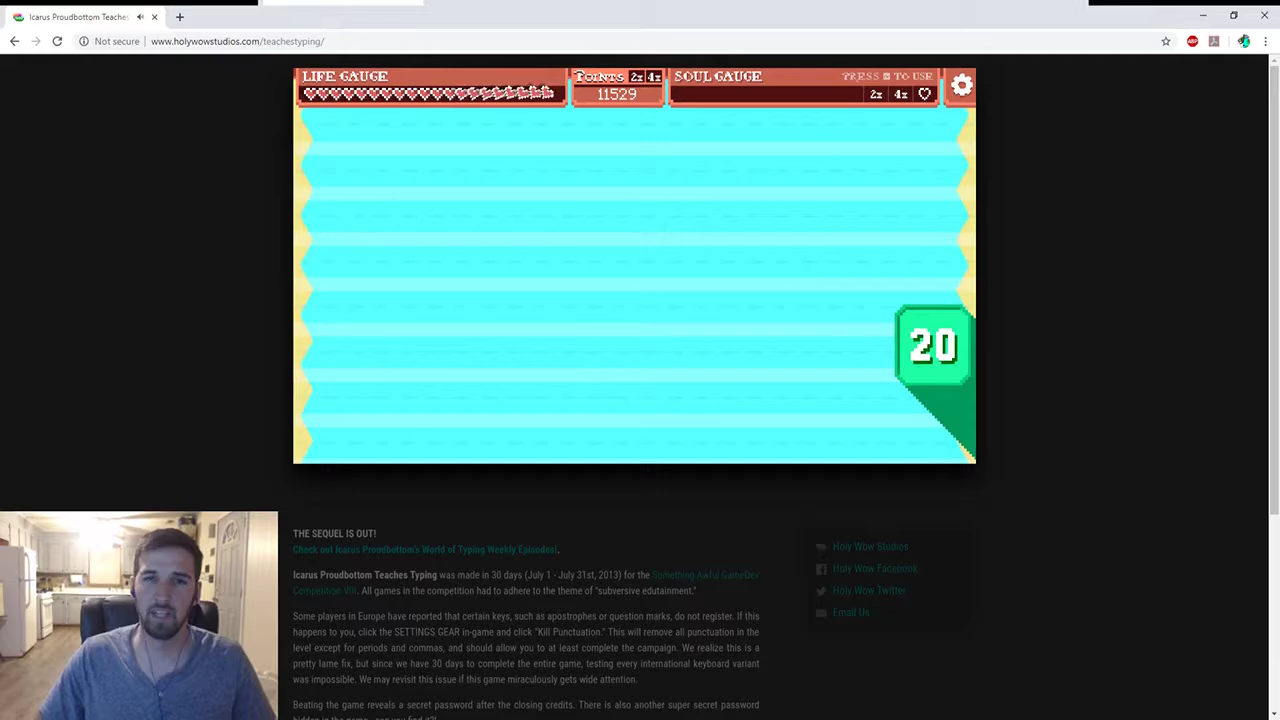 Icarus Proudbottom Teaches
Not secure | www.holywowstudios.com/teachestyping/
LIFE GAUGE
POINTS 2x 4x
11529
SOUL GAUGE
PRESS TO USE
2x 4x
20
THE SEQUEL IS OUT!
Check out Icarus Proudbottom's World of Typing Weekly Episodes!.
Icarus Proudbottom Teaches Typing was made in 30 days (July 1 - July 31st, 2013) for the Something Awful GameDev
Competition VIII. All games in the competition had to adhere to the theme of "subversive edutainment."
Some players in Europe have reported that certain keys, such as apostrophes or question marks, do not register. If this
happens to you, click the SETTINGS GEAR in-game and click "Kill Punctuation." This will remove all punctuation in the
level except for periods and commas, and should allow you to at least complete the campaign. We realize this is a
pretty lame fix, but since we have 30 days to complete the entire game, testing every international keyboard variant
was impossible. We may revisit this issue if this game miraculously gets wide attention.
Beating the game reveals a secret password after the closing credits. There is also another super secret password
hidden in the game - can you find it?!
Holy Wow Studios
Holy Wow Facebook
Holy Wow Twitter
Email Us